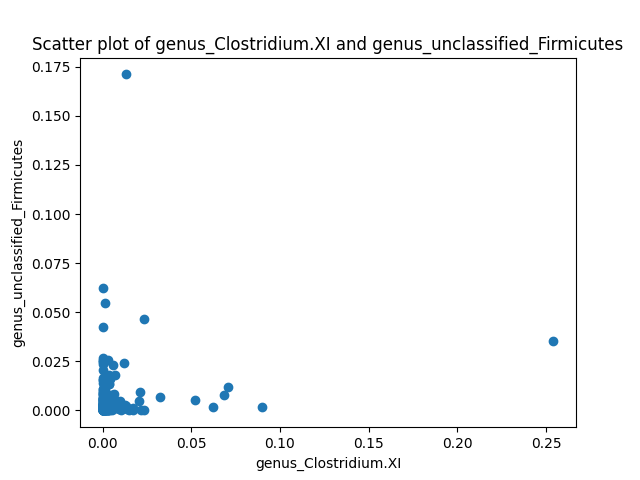 Scatter plot of genus_Clostridium.XI and genus_unclassified_Firmicutes
0.175
0.150
0.125
0.100
0.075
0.050
0.025
0.000
genus_unclassified_Firmicutes
0.00 0.05 0.10 0.15 0.20 0.25
genus_Clostridium.XI